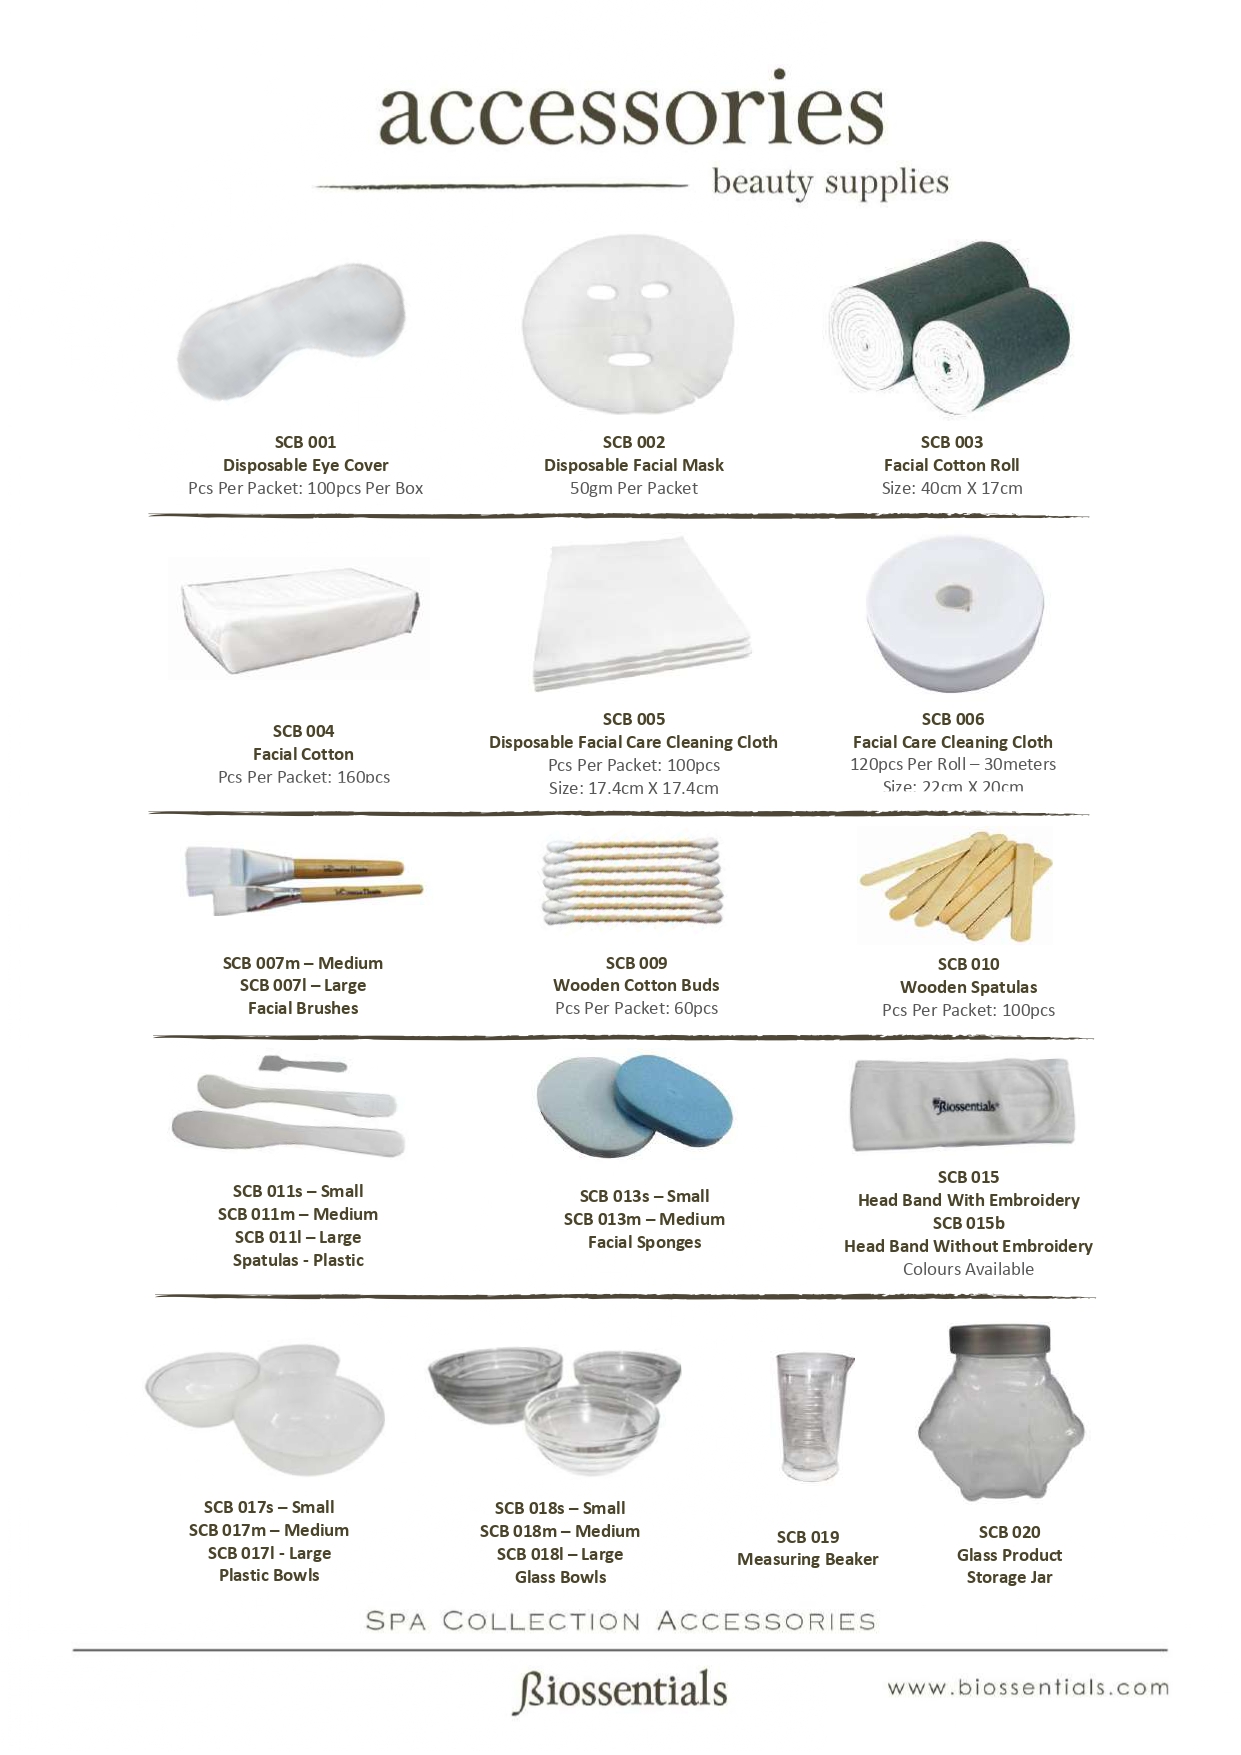 accessories
beauty supplies
SCB 001
Disposable Eye Cover
Pcs Per Packet: 100pcs Per Box
SCB 002
Disposable Facial Mask
50gm Per Packet
SCB 003
Facial Cotton Roll
Size: 40cm X 17cm
SCB 004
Facial Cotton
Pcs Per Packet: 160pcs
SCB 005
Disposable Facial Care Cleaning Cloth
Pcs Per Packet: 100pcs
Size: 17.4cm X 17.4cm
SCB 006
Facial Care Cleaning Cloth
120pcs Per Roll – 30meters
Size: 22cm X 20cm
SCB 007m – Medium
SCB 007l – Large
Facial Brushes
SCB 009
Wooden Cotton Buds
Pcs Per Packet: 60pcs
SCB 010
Wooden Spatulas
Pcs Per Packet: 100pcs
SCB 011s – Small
SCB 011m – Medium
SCB 011l – Large
Spatulas - Plastic
SCB 013s – Small
SCB 013m – Medium
Facial Sponges
Biossentials®
SCB 015
Head Band With Embroidery
SCB 015b
Head Band Without Embroidery
Colours Available
SCB 017s – Small
SCB 017m – Medium
SCB 017l - Large
Plastic Bowls
SCB 018s – Small
SCB 018m – Medium
SCB 018l – Large
Glass Bowls
SCB 019
Measuring Beaker
SCB 020
Glass Product
Storage Jar
Spa Collection Accessories
Biossentials
www.biossentials.com